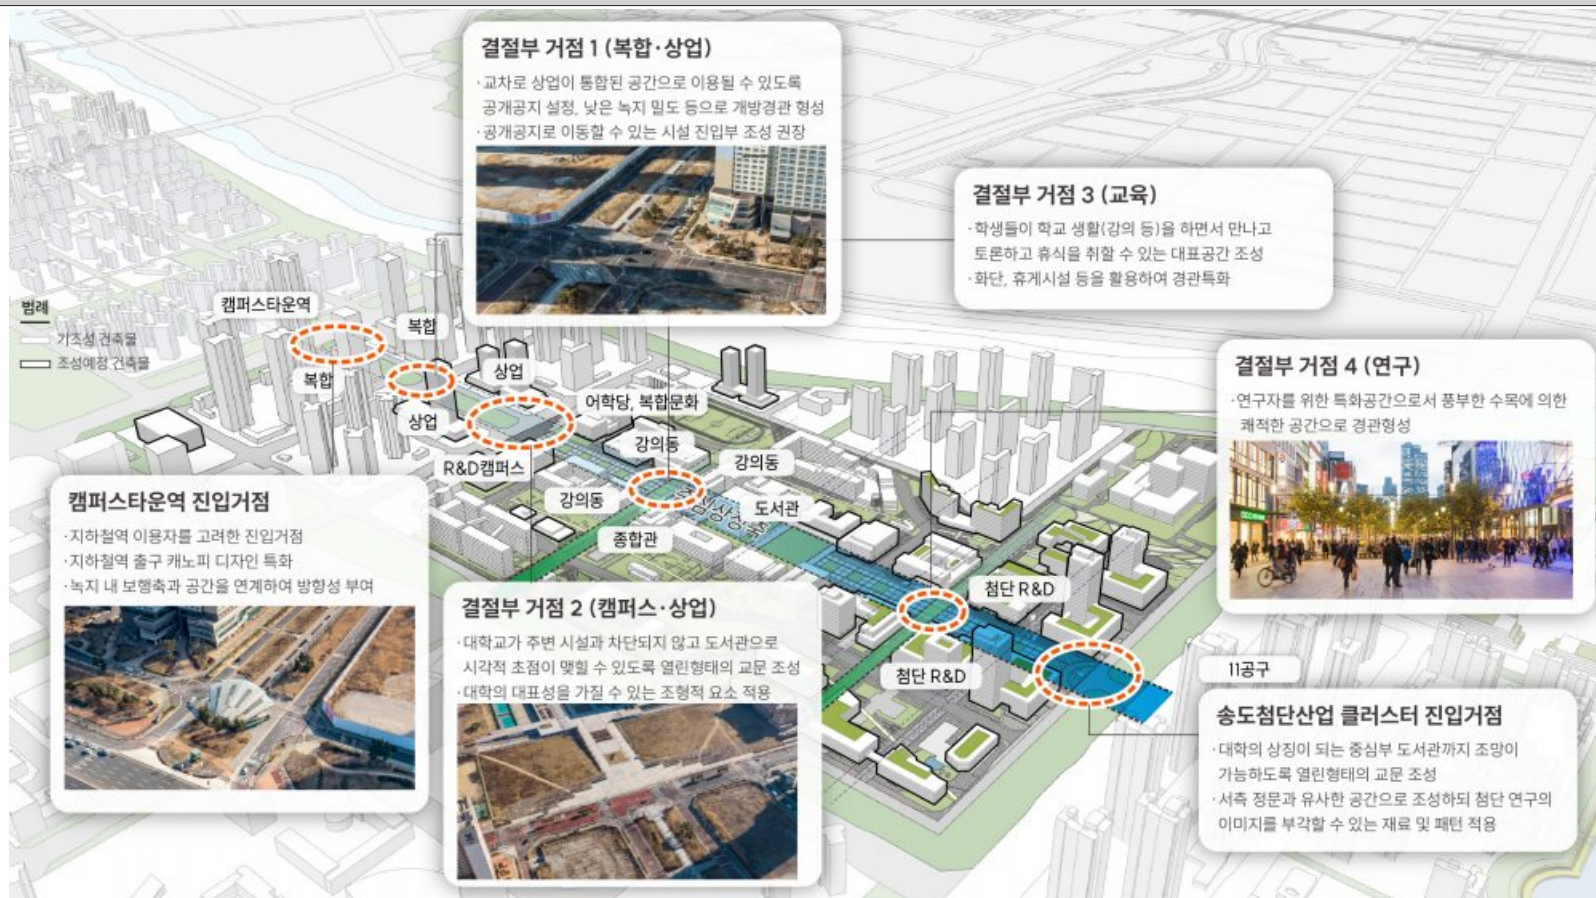 결절부 거점 1 (복합·상업)
·교차로 상업이 통합된 공간으로 이용될 수 있도록
공개공지 설정, 낮은 녹지 밀도 등으로 개방경관 형성
·공개공지로 이동할 수 있는 시설 진입부 조성 권장
결절부 거점 3 (교육)
·학생들이 학교 생활(강의 등)을 하면서 만나고
토론하고 휴식을 취할 수 있는 대표공간 조성
·화단, 휴게시설 등을 활용하여 경관특화
범례
기조성 건축물
조성예정 건축물
캠퍼스타운역
복합
복합
상업
상업
어학당, 복합문화
강의동
R&D캠퍼스
강의동
강의동
도서관
종합관
첨단 R&D
첨단 R&D
11공구
결절부 거점 4 (연구)
·연구자를 위한 특화공간으로서 풍부한 수목에 의한
쾌적한 공간으로 경관형성
캠퍼스타운역 진입거점
·지하철역 이용자를 고려한 진입거점
·지하철역 출구 캐노피 디자인 특화
·녹지 내 보행축과 공간을 연계하여 방향성 부여
결절부 거점 2 (캠퍼스·상업)
·대학교가 주변 시설과 차단되지 않고 도서관으로
시각적 초점이 맺힐 수 있도록 열린형태의 교문 조성
·대학의 대표성을 가질 수 있는 조형적 요소 적용
송도첨단산업 클러스터 진입거점
·대학의 상징이 되는 중심부 도서관까지 조망이
가능하도록 열린형태의 교문 조성
·서측 정문과 유사한 공간으로 조성하되 첨단 연구의
이미지를 부각할 수 있는 재료 및 패턴 적용